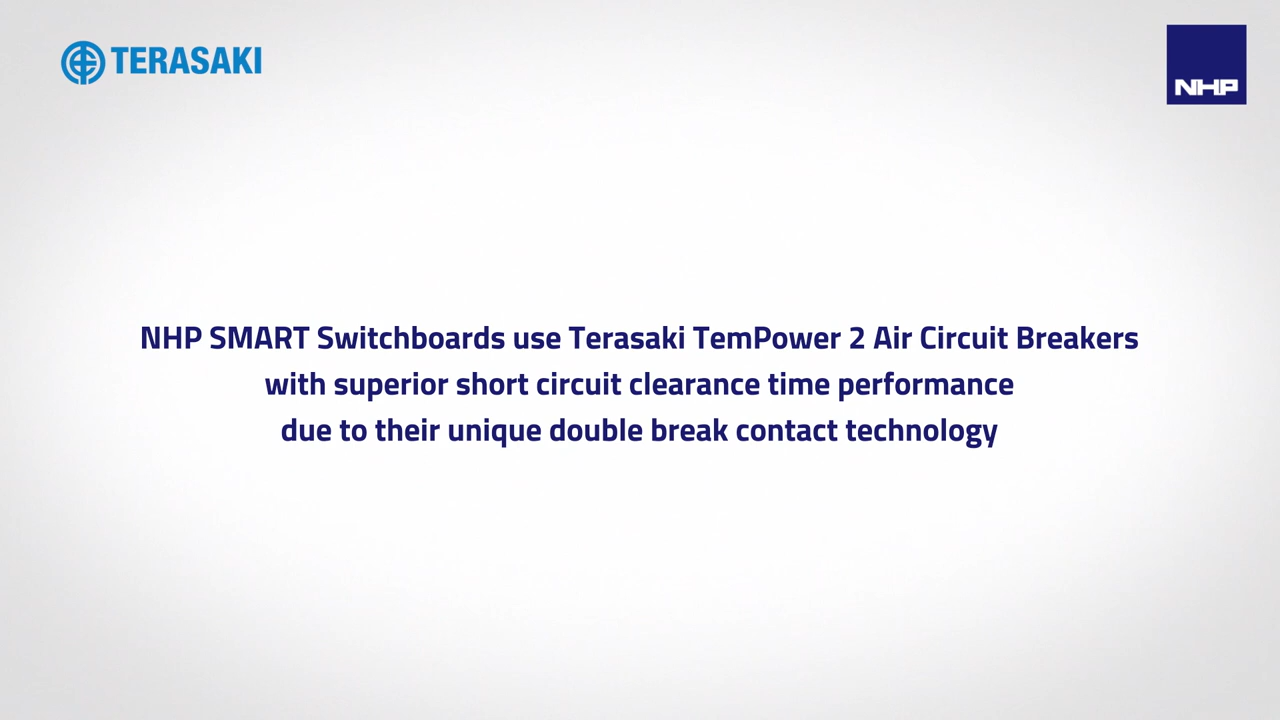 TERASAKI
NHP
NHP SMART Switchboards use Terasaki TemPower 2 Air Circuit Breakers
with superior short circuit clearance time performance
due to their unique double break contact technology